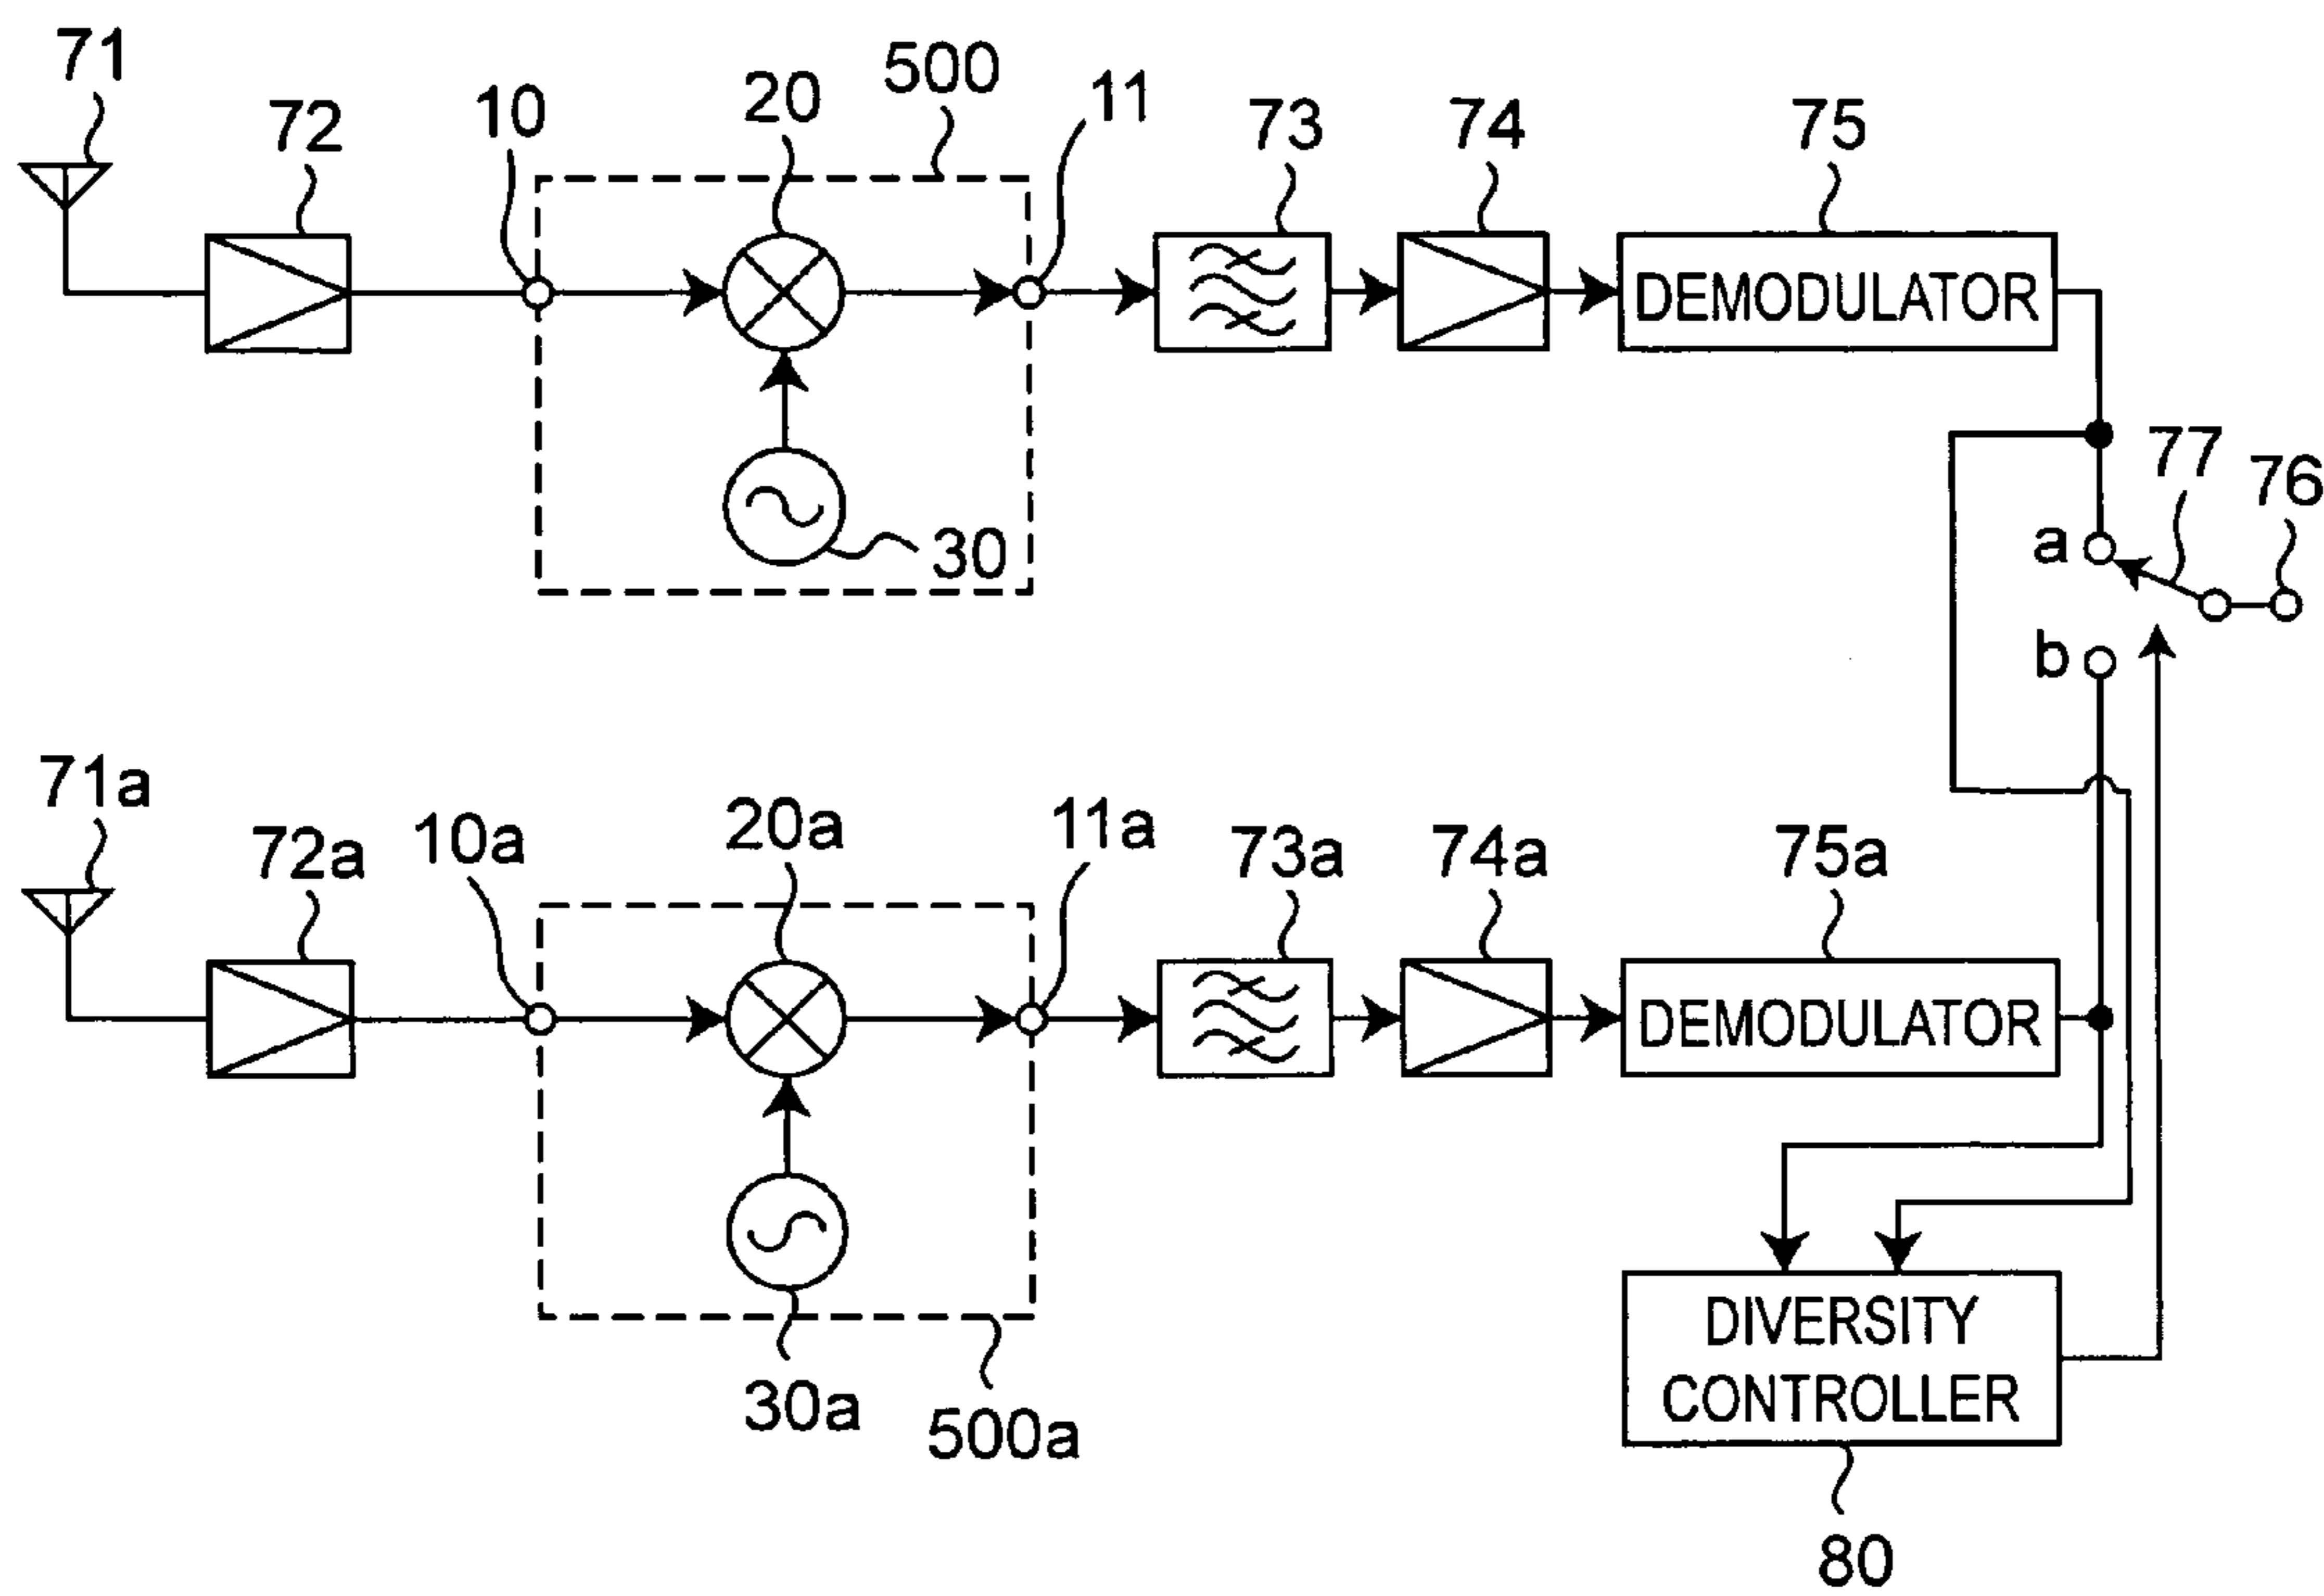 71
72
10
20
500
11
73
74
75
DEMODULATOR
30
77
76
a
b
71a
72a
10a
20a
11a
73a
74a
75a
DEMODULATOR
30a
500a
DIVERSITY
CONTROLLER
80